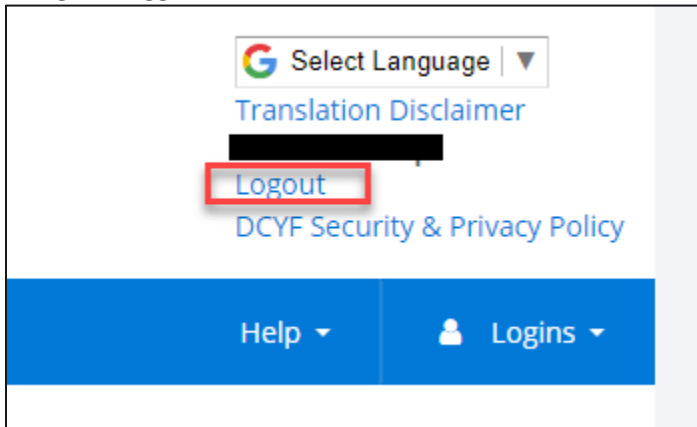 Select Language
Translation Disclaimer
Logout
DCYF Security & Privacy Policy
Help
Logins